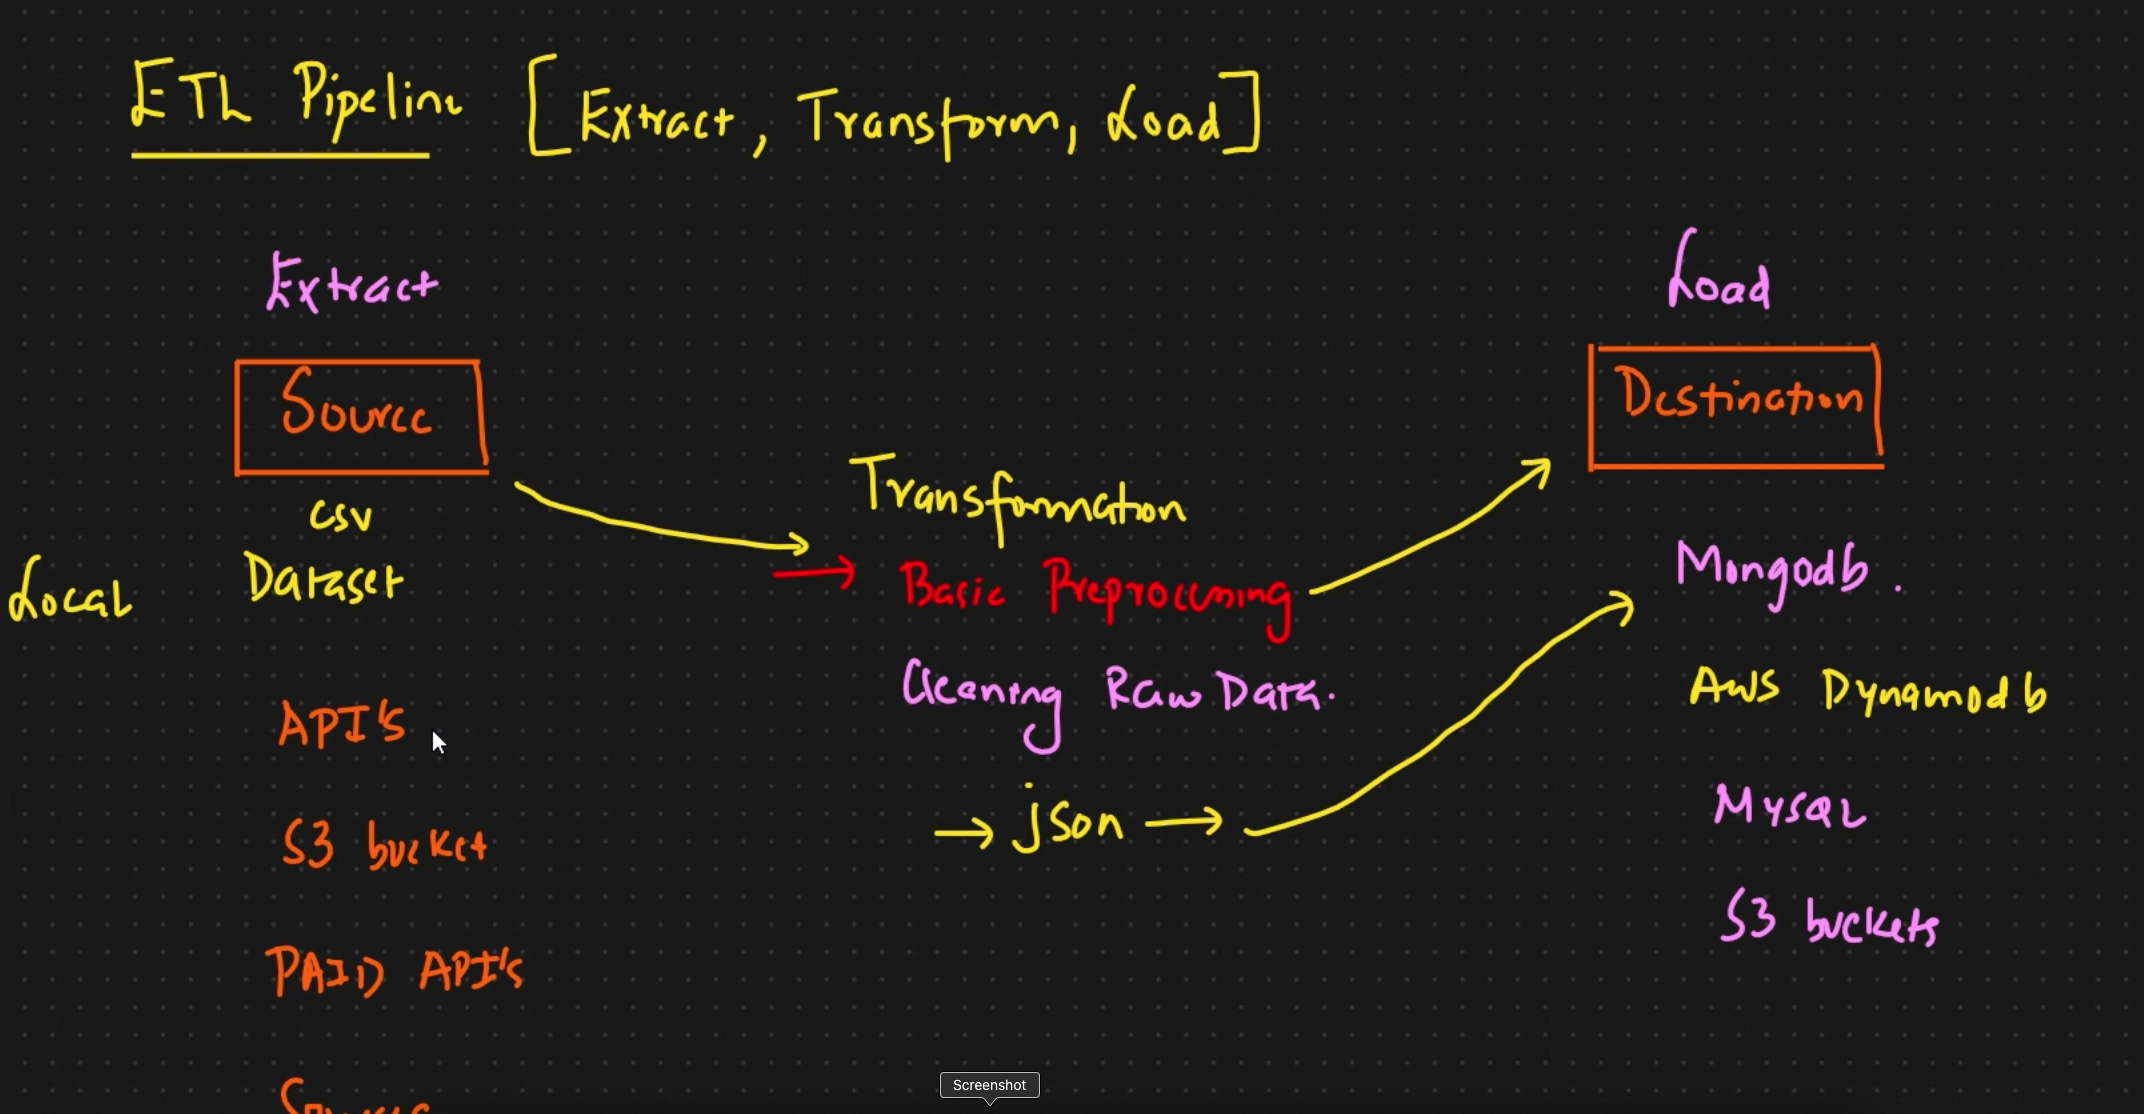 ETL Pipeline [Extract, Transform, Load]
Extract
Load
Source
Destination
CSV
Transformation
Local Dataset
Basic Preprocessing
Mongodb.
Cleaning Raw Data.
AWS Dynamodb
API's
json
Mysql
S3 bucket
S3 buckets
PAID API's
Screenshot